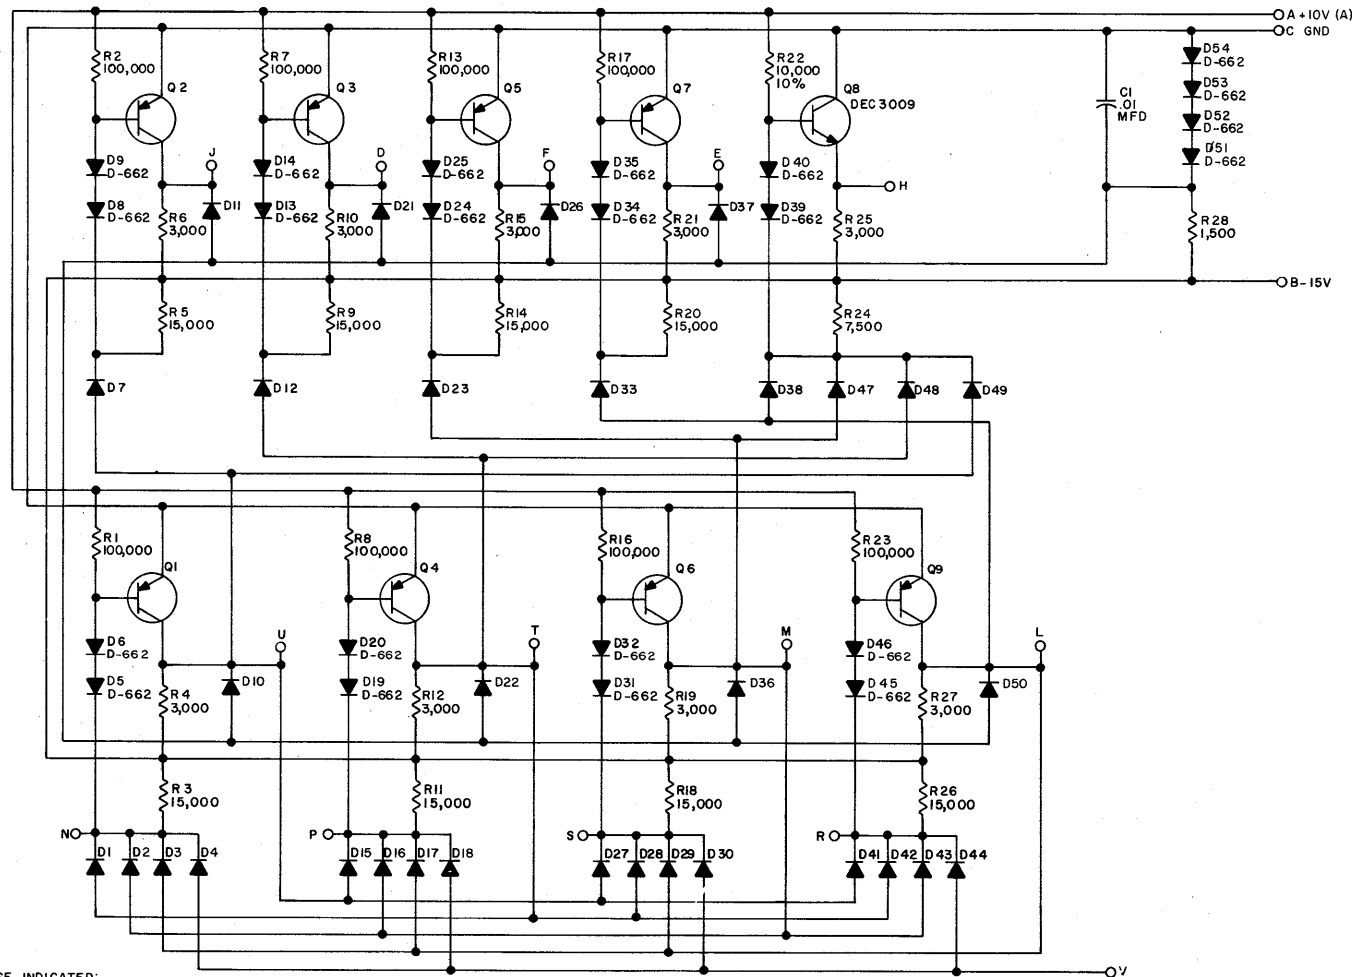 A +10V (A)
C GND
R2
100,000
Q2
R7
100,000
Q3
R13
100,000
Q5
R17
100,000
Q7
R22
10,000
10%
Q8
DEC 3009
C1
.01
MFD
D54
D-662
D53
D-662
D52
D-662
D51
D-662
D9
D-662
J
D14
D-662
D
D25
D-662
F
D35
D-662
E
D40
D-662
H
D8
D-662
R6
3,000
D11
D13
D-662
R10
3,000
D21
D24
D-662
R15
3,000
D26
D34
D-662
R21
3,000
D37
D39
D-662
R25
3,000
R28
1,500
B-15V
R5
15,000
R9
15,000
R14
15,000
R20
15,000
R24
7,500
D7
D12
D23
D33
D38
D47
D48
D49
R1
100,000
Q1
R8
100,000
Q4
R16
100,000
Q6
R23
100,000
Q9
D6
D-662
U
D20
D-662
T
D32
D-662
M
D46
D-662
L
D5
D-662
R4
3,000
D10
D19
D-662
R12
3,000
D22
D31
D-662
R19
3,000
D36
D45
D-662
R27
3,000
D50
R3
15,000
R11
15,000
R18
15,000
R26
15,000
N
P
S
R
D1
D2
D3
D4
D15
D16
D17
D18
D27
D28
D29
D30
D41
D42
D43
D44
V
INDICATED: